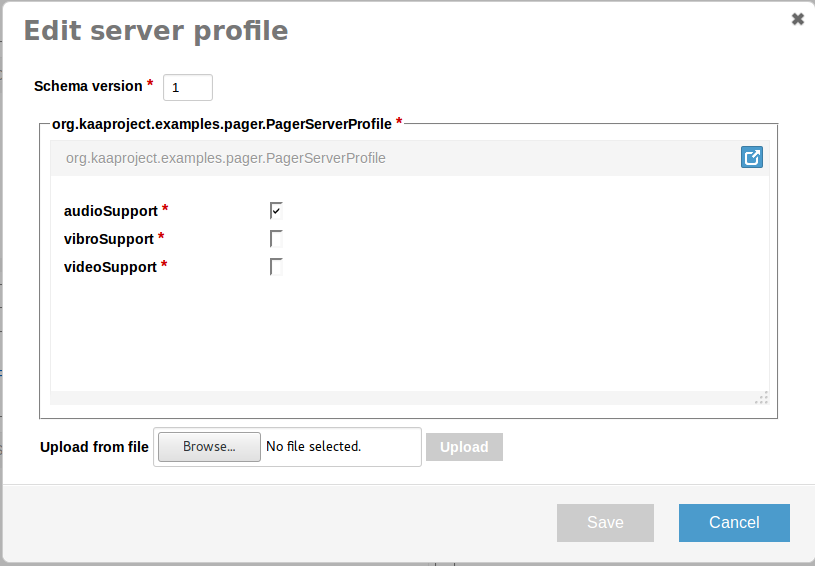 Edit server profile
Schema version * 1
org.kaaproject.examples.pager.PagerServerProfile *
org.kaaproject.examples.pager.PagerServerProfile
audioSupport *
vibroSupport *
videoSupport *
Upload from file Browse... No file selected. Upload
Save Cancel